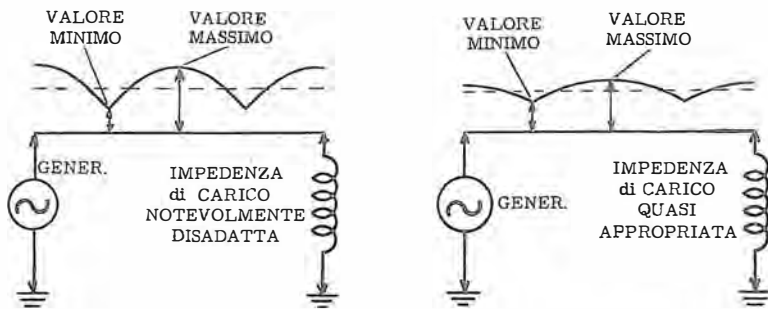 VALORE
MINIMO
VALORE
MASSIMO
GENER.
IMPEDENZA
di CARICO
NOTEVOLMENTE
DISADATTA
VALORE
MINIMO
VALORE
MASSIMO
GENER.
IMPEDENZA
di CARICO
QUASI
APPROPRIATA